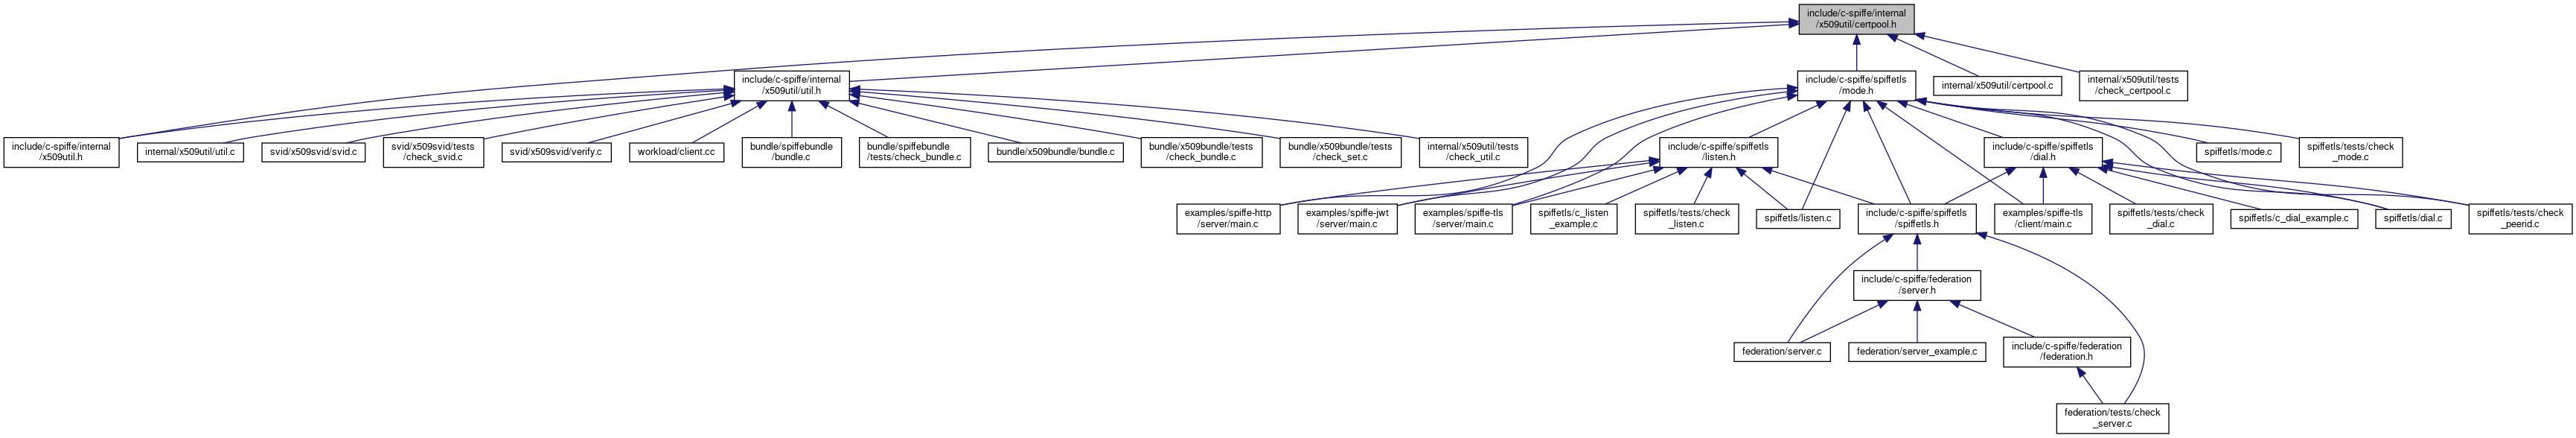 include/c-spiffe/internal
/x509util/certpool.h
include/c-spiffe/internal
/x509util/util.h
include/c-spiffe/spiffetls
/mode.h
internal/x509util/certpool.c
internal/x509util/tests
/check_certpool.c
include/c-spiffe/internal
/x509util.h
internal/x509util/util.c
svid/x509svid/svid.c
svid/x509svid/tests
/check_svid.c
svid/x509svid/verify.c
workload/client.cc
bundle/spiffebundle
/bundle.c
bundle/spiffebundle
/tests/check_bundle.c
bundle/x509bundle/bundle.c
bundle/x509bundle/tests
/check_bundle.c
bundle/x509bundle/tests
/check_set.c
internal/x509util/tests
/check_util.c
include/c-spiffe/spiffetls
/listen.h
include/c-spiffe/spiffetls
/dial.h
spiffetls/mode.c
spiffetls/tests/check
_mode.c
examples/spiffe-http
/server/main.c
examples/spiffe-jwt
/server/main.c
examples/spiffe-tls
/server/main.c
spiffetls/c_listen
_example.c
spiffetls/tests/check
_listen.c
spiffetls/listen.c
include/c-spiffe/spiffetls
/spiffetls.h
examples/spiffe-tls
/client/main.c
spiffetls/tests/check
_dial.c
spiffetls/c_dial_example.c
spiffetls/dial.c
spiffetls/tests/check
_peerid.c
include/c-spiffe/federation
/server.h
federation/server.c
federation/server_example.c
include/c-spiffe/federation
/federation.h
federation/tests/check
_server.c